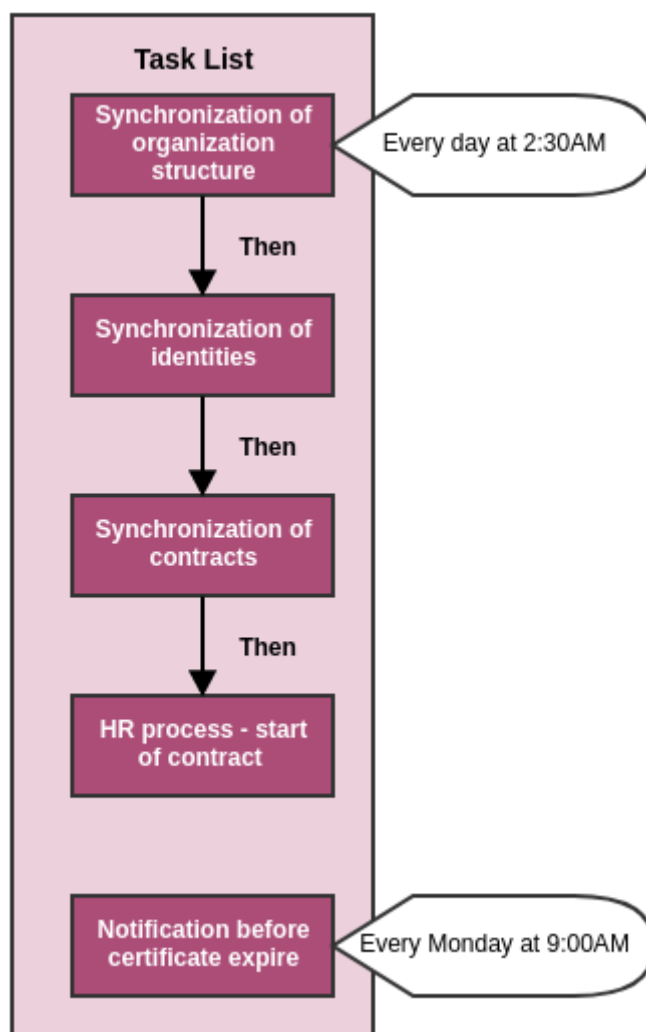 Task List
Synchronization of
organization
structure
Every day at 2:30AM
Then
Synchronization of
identities
Then
Synchronization of
contracts
Then
HR process - start
of contract
Notification before
certificate expire
Every Monday at 9:00AM